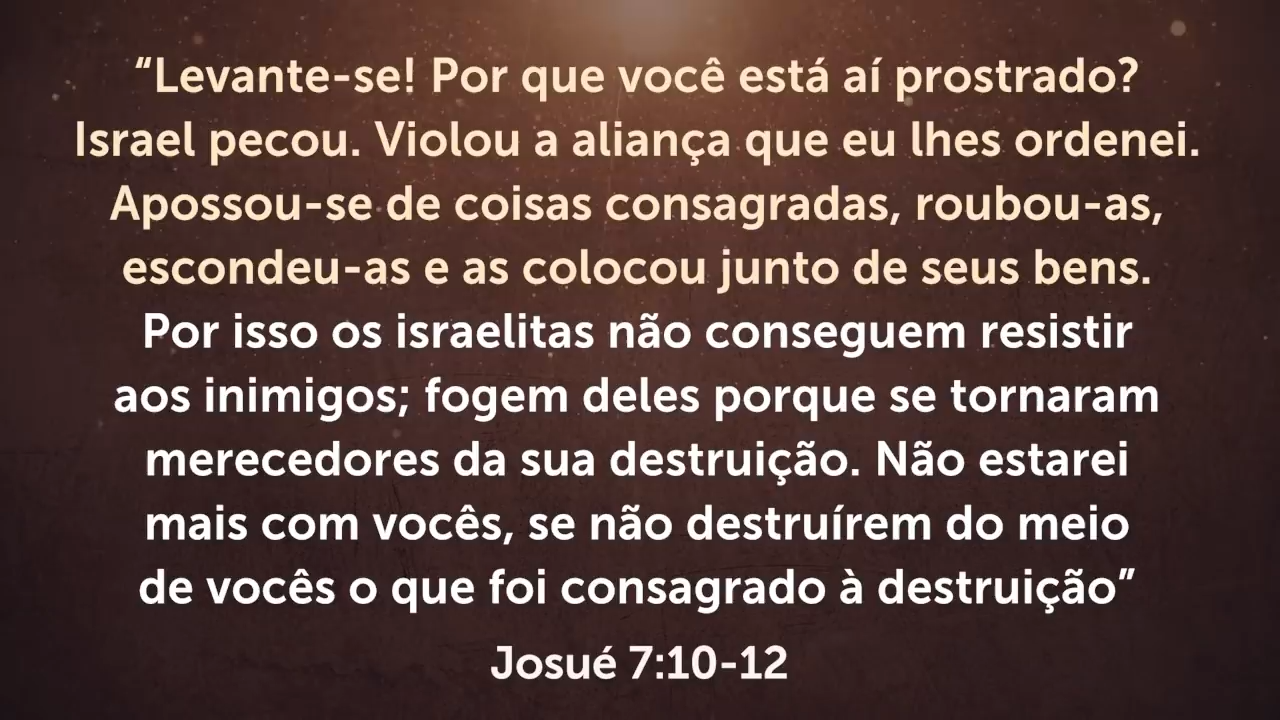 “Levante-se! Por que você está aí prostrado?
Israel pecou. Violou a aliança que eu lhes ordenei.
Apossou-se de coisas consagradas, roubou-as,
escondeu-as e as colocou junto de seus bens.
Por isso os israelitas não conseguem resistir
aos inimigos; fogem deles porque se tornaram
merecedores da sua destruição. Não estarei
mais com vocês, se não destruírem do meio
de vocês o que foi consagrado à destruição”
Josué 7:10-12